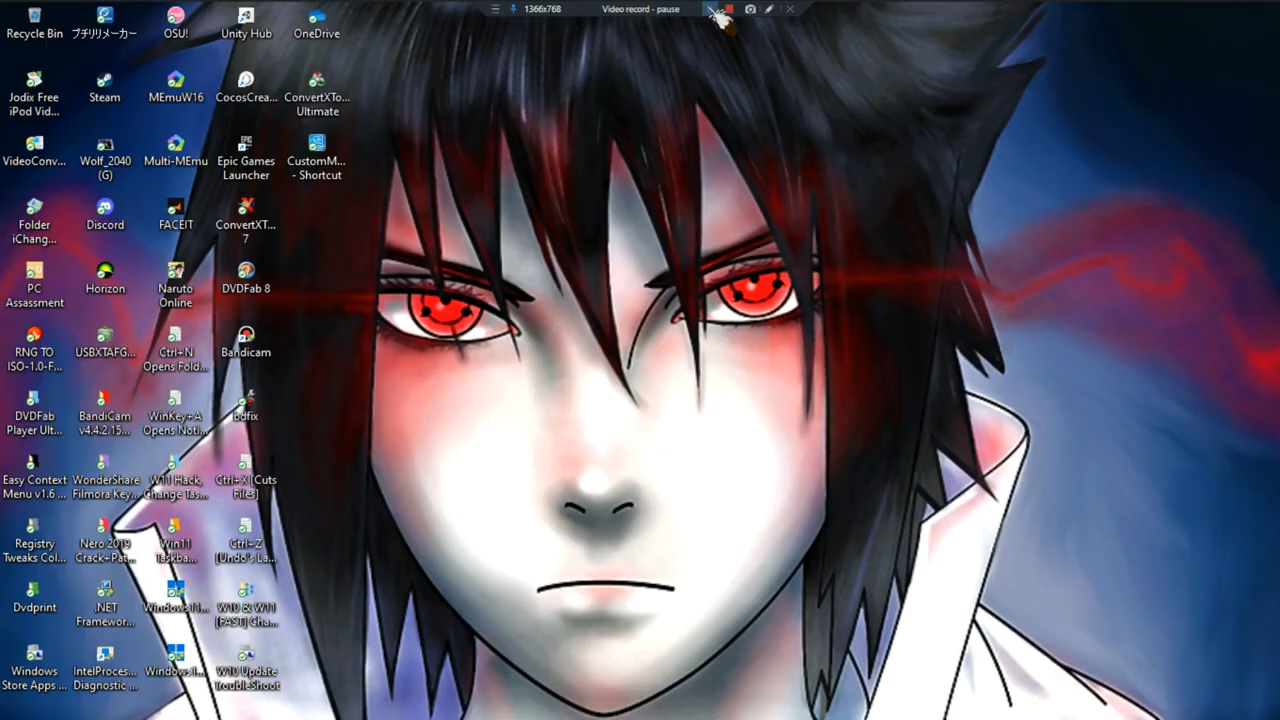 1366x768
Video record - pause
Recycle Bin
プチリリメーカー
OSU!
Unity Hub
OneDrive
Jodix Free
iPod Vid...
Steam
MEmuW16
CocosCrea...
ConvertXTo...
Ultimate
VideoConv...
Wolf_2040
(G)
Multi-MEmu
Epic Games
Launcher
CustomM...
- Shortcut
Folder
iChang...
Discord
FACEIT
ConvertXT...
7
PC
Assassment
Horizon
Naruto
Online
DVDFab 8
RNG TO
ISO-1.0-F...
USBXTAFG...
Ctrl+N
Opens Fold...
Bandicam
DVDFab
Player Ult...
BandiCam
v4.4.2.15...
WinKey+A
Opens Noti...
bdfix
Easy Context
Menu v1.6 ...
WonderShare
Filmora Key...
W11 Hack,
Change Tas...
Ctrl+X [Cuts
Files]
Registry
Tweaks Col...
Nero 2019
Crack+Pat...
Win11
Taskba...
Ctrl+Z
[Undo's La...
Dvdprint
.NET
Framewor...
Windows11...
W10 & W11
[FAST] Cha...
Windows
Store Apps ...
IntelProces...
Diagnostic ...
W10 Update
TroubleShoot